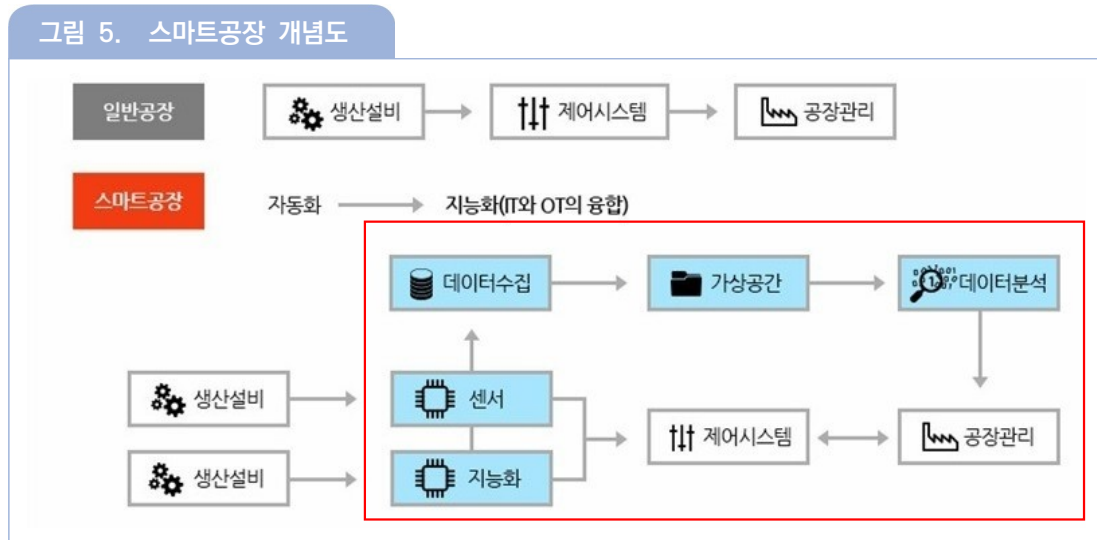 그림 5. 스마트공장 개념도
일반공장 생산설비 제어시스템 공장관리
스마트공장 자동화 지능화(IT와 OT의 융합)
데이터수집 가상공간 데이터분석
생산설비 센서
제어시스템 공장관리
생산설비 지능화